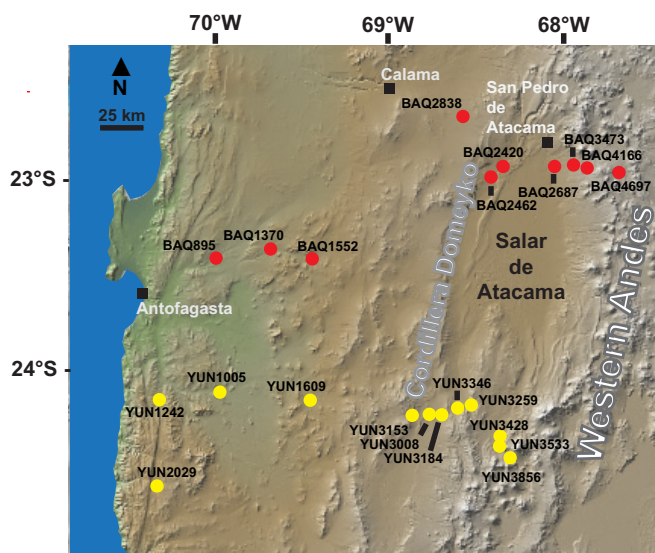 70°W
69°W
68°W
N
25 km
Calama
BAQ2838
San Pedro
de
Atacama
BAQ3473
BAQ2420
BAQ4166
23°S
BAQ2462
BAQ2687
BAQ4697
Cordillera Domeyko
BAQ895
BAQ1370
BAQ1552
Salar
de
Atacama
Western Andes
Antofagasta
24°S
YUN1242
YUN1005
YUN1609
YUN3346
YUN3259
YUN3153
YUN3008
YUN3184
YUN3428
YUN3533
YUN3856
YUN2029